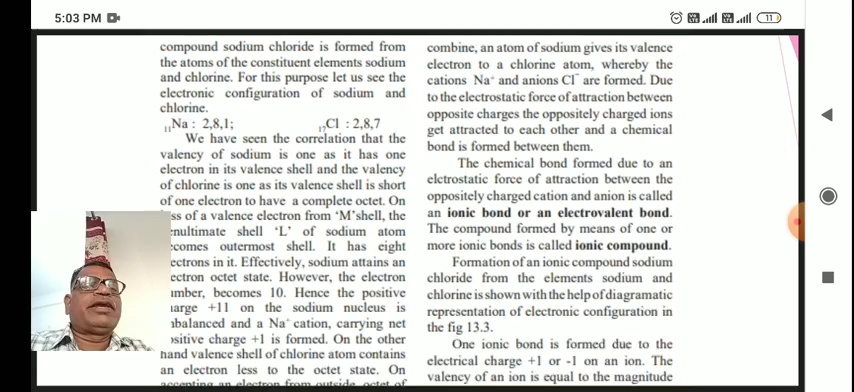 5:03 PM
11
compound sodium chloride is formed from
the atoms of the constituent elements sodium
and chlorine. For this purpose let us see the
electronic configuration of sodium and
chlorine.
₁₁Na : 2,8,1; ₁₇Cl : 2,8,7
We have seen the correlation that the
valency of sodium is one as it has one
electron in its valence shell and the valency
of chlorine is one as its valence shell is short
of one electron to have a complete octet. On
ss of a valence electron from ‘M’shell, the
enultimate shell ‘L’ of sodium atom
ecomes outermost shell. It has eight
ectrons in it. Effectively, sodium attains an
ectron octet state. However, the electron
umber, becomes 10. Hence the positive
harge +11 on the sodium nucleus is
nbalanced and a Na⁺ cation, carrying net
ositive charge +1 is formed. On the other
hand valence shell of chlorine atom contains
an electron less to the octet state. On
accepting an electron from outside, octet of
combine, an atom of sodium gives its valence
electron to a chlorine atom, whereby the
cations Na⁺ and anions Cl⁻ are formed. Due
to the electrostatic force of attraction between
opposite charges the oppositely charged ions
get attracted to each other and a chemical
bond is formed between them.
The chemical bond formed due to an
elctrostatic force of attraction between the
oppositely charged cation and anion is called
an ionic bond or an electrovalent bond.
The compound formed by means of one or
more ionic bonds is called ionic compound.
Formation of an ionic compound sodium
chloride from the elements sodium and
chlorine is shown with the help of diagramatic
representation of electronic configuration in
the fig 13.3.
One ionic bond is formed due to the
electrical charge +1 or -1 on an ion. The
valency of an ion is equal to the magnitude